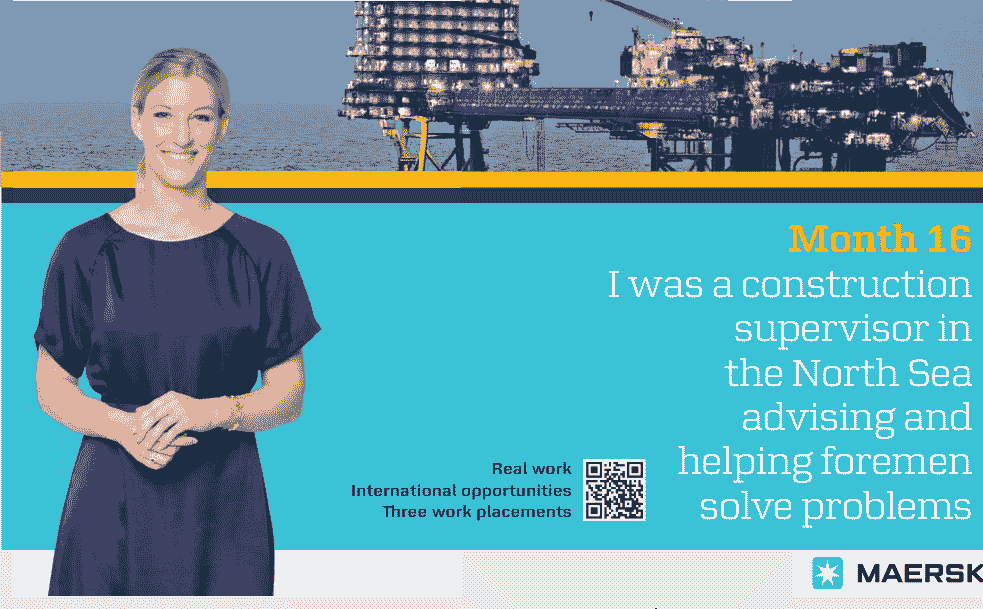 Month 16
I was a construction
supervisor in
the North Sea
advising and
helping foremen
solve problems
Real work
International opportunities
Three work placements
MAERSK